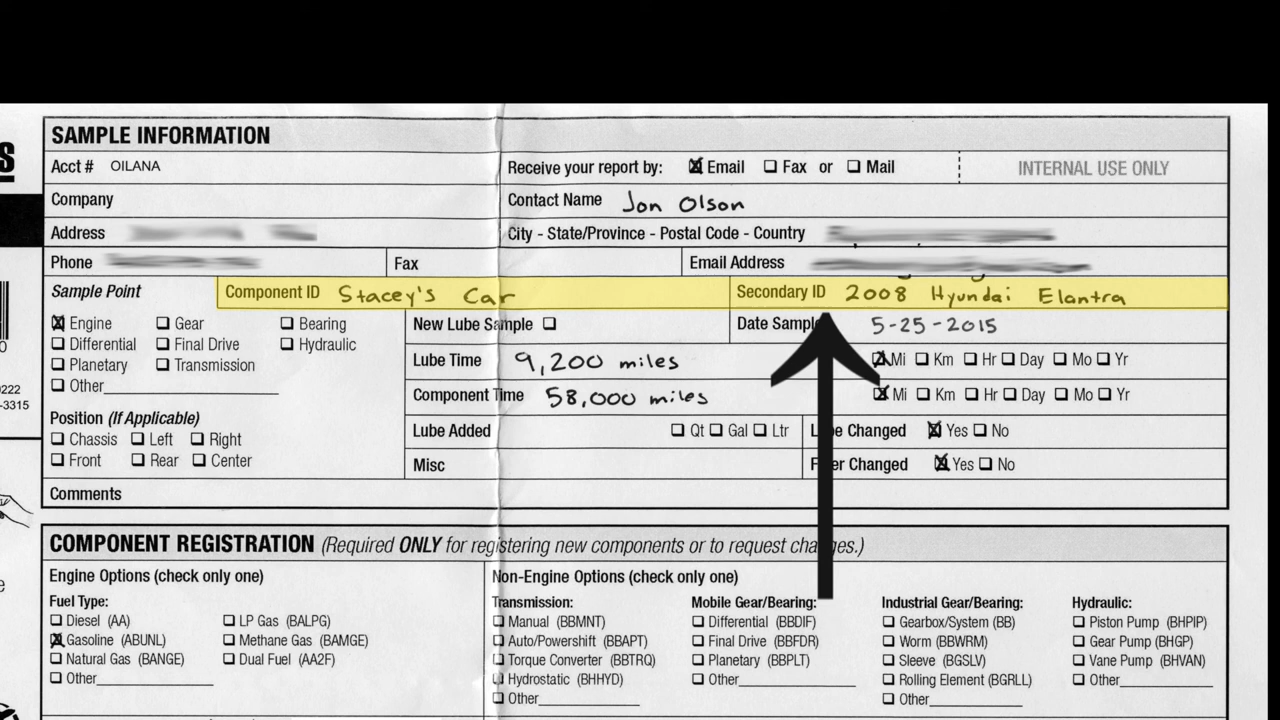 S
SAMPLE INFORMATION
Acct # OILANA
Receive your report by: ☒ Email ☐ Fax or ☐ Mail
INTERNAL USE ONLY
Company
Contact Name Jon Olson
Address
City - State/Province - Postal Code - Country
Phone
Fax
Email Address
Sample Point
Component ID Stacey's Car
Secondary ID 2008 Hyundai Elantra
☒ Engine ☐ Gear ☐ Bearing
New Lube Sample ☐
Date Sampl 5-25-2015
☐ Differential ☐ Final Drive ☐ Hydraulic
Lube Time 9,200 miles ☒ Mi ☐ Km ☐ Hr ☐ Day ☐ Mo ☐ Yr
☐ Planetary ☐ Transmission
☐ Other
Component Time 58,000 miles ☒ Mi ☐ Km ☐ Hr ☐ Day ☐ Mo ☐ Yr
0222
-3315
Position (If Applicable)
☐ Chassis ☐ Left ☐ Right
Lube Added ☐ Qt ☐ Gal ☐ Ltr
L be Changed ☒ Yes ☐ No
☐ Front ☐ Rear ☐ Center
Misc
F er Changed ☒ Yes ☐ No
Comments
COMPONENT REGISTRATION (Required ONLY for registering new components or to request changes.)
Engine Options (check only one)
Non-Engine Options (check only one)
Fuel Type:
☐ Diesel (AA) ☐ LP Gas (BALPG)
☒ Gasoline (ABUNL) ☐ Methane Gas (BAMGE)
☐ Natural Gas (BANGE) ☐ Dual Fuel (AA2F)
☐ Other
Transmission:
☐ Manual (BBMNT)
☐ Auto/Powershift (BBAPT)
☐ Torque Converter (BBTRQ)
☐ Hydrostatic (BHHYD)
☐ Other
Mobile Gear/Bearing:
☐ Differential (BBDIF)
☐ Final Drive (BBFDR)
☐ Planetary (BBPLT)
☐ Other
Industrial Gear/Bearing:
☐ Gearbox/System (BB)
☐ Worm (BBWRM)
☐ Sleeve (BGSLV)
☐ Rolling Element (BGRLL)
☐ Other
Hydraulic:
☐ Piston Pump (BHPIP)
☐ Gear Pump (BHGP)
☐ Vane Pump (BHVAN)
☐ Other